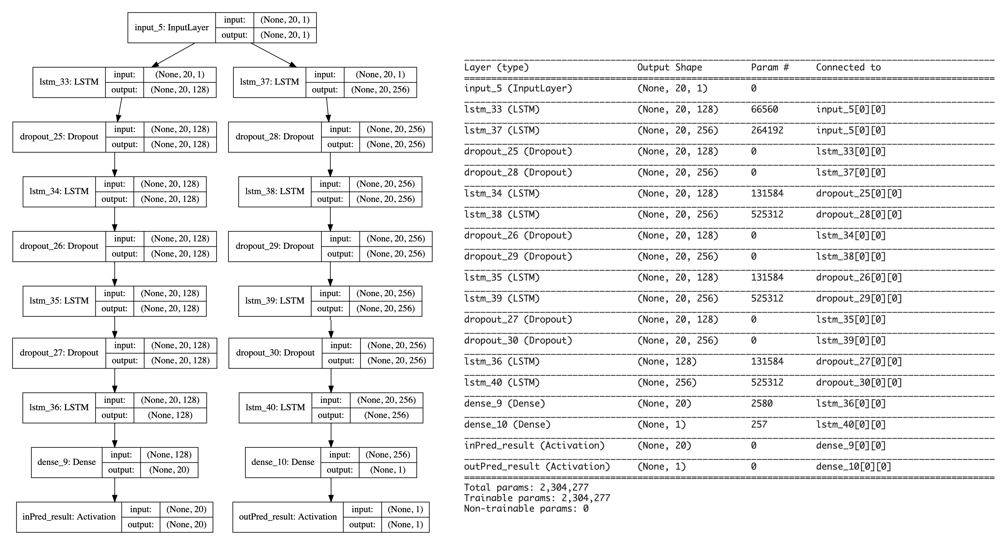 input_5: InputLayer input: (None, 20, 1)
output: (None, 20, 1)
lstm_33: LSTM input: (None, 20, 1)
output: (None, 20, 128)
lstm_37: LSTM input: (None, 20, 1)
output: (None, 20, 256)
dropout_25: Dropout input: (None, 20, 128)
output: (None, 20, 128)
dropout_28: Dropout input: (None, 20, 256)
output: (None, 20, 256)
lstm_34: LSTM input: (None, 20, 128)
output: (None, 20, 128)
lstm_38: LSTM input: (None, 20, 256)
output: (None, 20, 256)
dropout_26: Dropout input: (None, 20, 128)
output: (None, 20, 128)
dropout_29: Dropout input: (None, 20, 256)
output: (None, 20, 256)
lstm_35: LSTM input: (None, 20, 128)
output: (None, 20, 128)
lstm_39: LSTM input: (None, 20, 256)
output: (None, 20, 256)
dropout_27: Dropout input: (None, 20, 128)
output: (None, 20, 128)
dropout_30: Dropout input: (None, 20, 256)
output: (None, 20, 256)
lstm_36: LSTM input: (None, 20, 128)
output: (None, 128)
lstm_40: LSTM input: (None, 20, 256)
output: (None, 256)
dense_9: Dense input: (None, 128)
output: (None, 20)
dense_10: Dense input: (None, 256)
output: (None, 1)
inPred_result: Activation input: (None, 20)
output: (None, 20)
outPred_result: Activation input: (None, 1)
output: (None, 1)
Layer (type) Output Shape Param # Connected to
input_5 (InputLayer) (None, 20, 1) 0
lstm_33 (LSTM) (None, 20, 128) 66560 input_5[0][0]
lstm_37 (LSTM) (None, 20, 256) 264192 input_5[0][0]
dropout_25 (Dropout) (None, 20, 128) 0 lstm_33[0][0]
dropout_28 (Dropout) (None, 20, 256) 0 lstm_37[0][0]
lstm_34 (LSTM) (None, 20, 128) 131584 dropout_25[0][0]
lstm_38 (LSTM) (None, 20, 256) 525312 dropout_28[0][0]
dropout_26 (Dropout) (None, 20, 128) 0 lstm_34[0][0]
dropout_29 (Dropout) (None, 20, 256) 0 lstm_38[0][0]
lstm_35 (LSTM) (None, 20, 128) 131584 dropout_26[0][0]
lstm_39 (LSTM) (None, 20, 256) 525312 dropout_29[0][0]
dropout_27 (Dropout) (None, 20, 128) 0 lstm_35[0][0]
dropout_30 (Dropout) (None, 20, 256) 0 lstm_39[0][0]
lstm_36 (LSTM) (None, 128) 131584 dropout_27[0][0]
lstm_40 (LSTM) (None, 256) 525312 dropout_30[0][0]
dense_9 (Dense) (None, 20) 2580 lstm_36[0][0]
dense_10 (Dense) (None, 1) 257 lstm_40[0][0]
inPred_result (Activation) (None, 20) 0 dense_9[0][0]
outPred_result (Activation) (None, 1) 0 dense_10[0][0]
Total params: 2,304,277
Trainable params: 2,304,277
Non-trainable params: 0